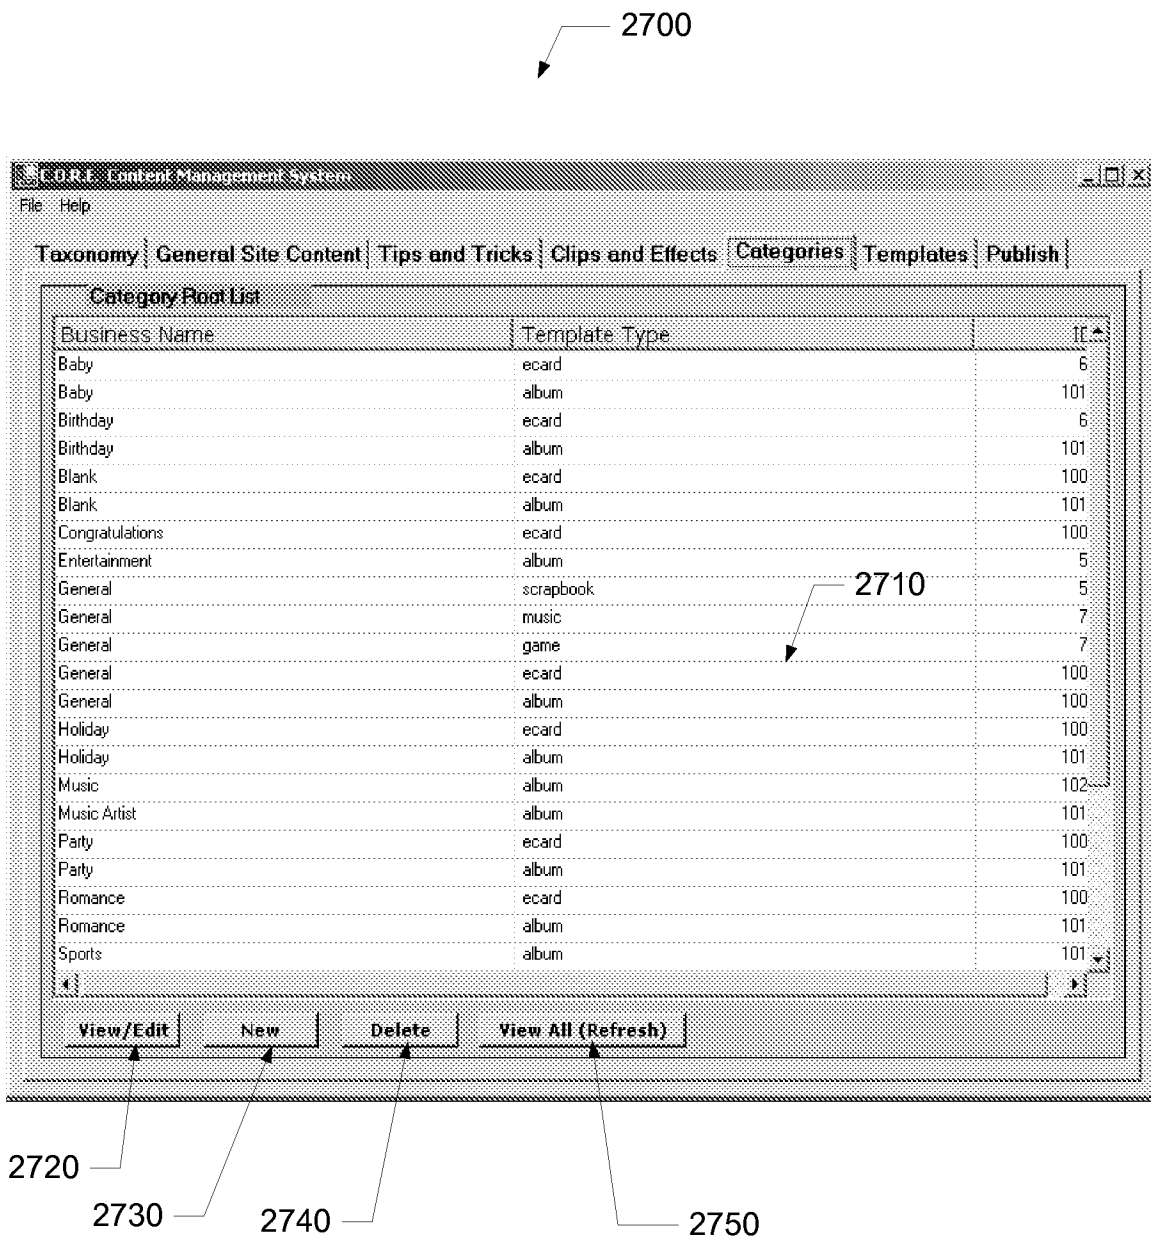 2700
C.O.R.E. Content Management System
File Help
Taxonomy General Site Content Tips and Tricks Clips and Effects Categories Templates Publish
Category Root List
Business Name Template Type
Baby ecard 6
Baby album 101
Birthday ecard 6
Birthday album 101
Blank ecard 100
Blank album 101
Congratulations ecard 100
Entertainment album 5
General scrapbook 5
2710
General music 7
General game 7
General ecard 100
General album 100
Holiday ecard 100
Holiday album 101
Music album 102
Music Artist album 101
Party ecard 100
Party album 101
Romance ecard 100
Romance album 101
Sports album 101
View/Edit New Delete View All (Refresh)
2720
2730
2740
2750